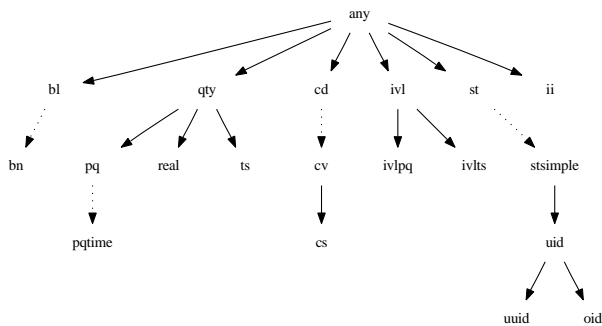 any
bl qty cd ivl st ii
bn pq real ts cv ivlpq ivlts stsimple
pqtime cs uid
uuid oid